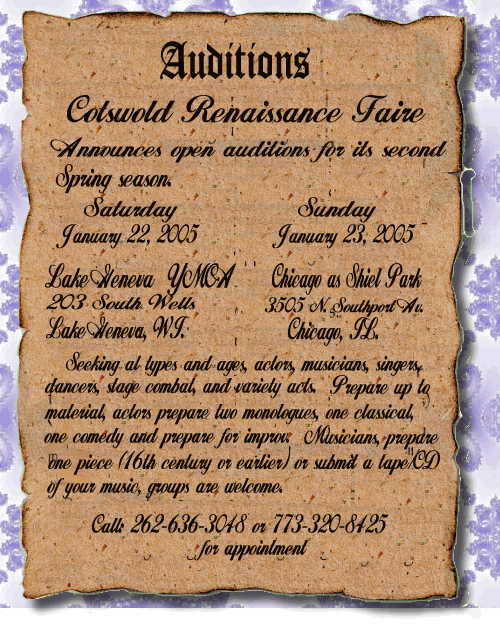 Auditions
Cotswold Renaissance Faire
Announces open auditions for its second
Spring season.
Saturday
January 22, 2005
Lake Geneva YMCA
203 South Wells
Lake Geneva, WI.
Sunday
January 23, 2005
Chicago as Shiel Park
3505 N. Southport Av.
Chicago, IL.
Seeking al types and ages, actors, musicians, singers,
dancers, stage combat, and variety acts. Prepare up to
material, actors prepare two monologues, one classical,
one comedy and prepare for improv. Musicians, prepare
one piece (16th century or earlier) or submit a tape/CD
of your music, groups are welcome.
Call: 262-636-3048 or 773-320-8425
for appointment